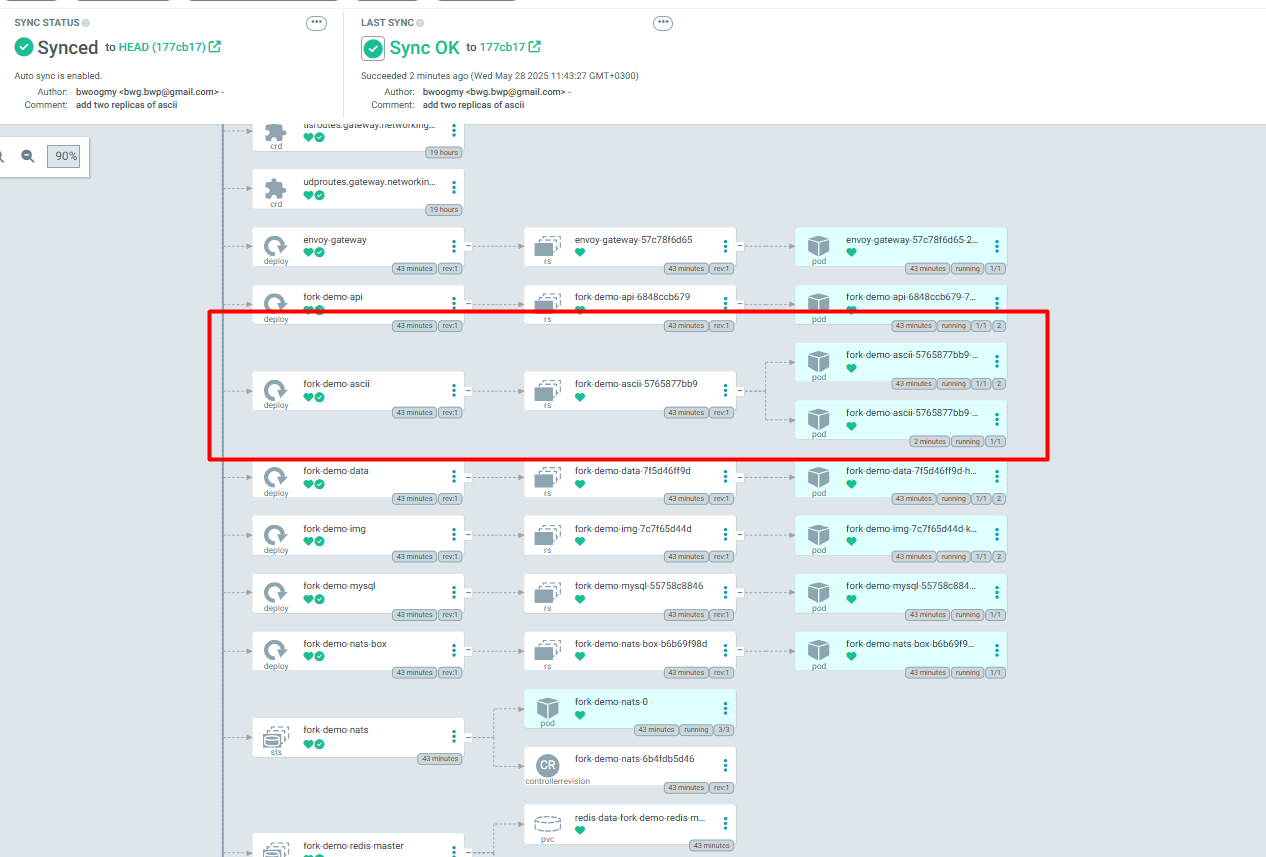 SYNC STATUS
LAST SYNC
Synced to HEAD (177cb17)
Sync OK to 177cb17
Auto sync is enabled.
Succeeded 2 minutes ago (Wed May 28 2025 11:43:27 GMT+0300)
Author: bwoogmy <bwg.bwp@gmail.com> -
Author: bwoogmy <bwg.bwp@gmail.com> -
Comment: add two replicas of ascii
Comment: add two replicas of ascii
90%
tlsroutes.gateway.networking...
crd
19 hours
udproutes.gateway.networkin...
crd
19 hours
envoy-gateway
deploy
43 minutes rev:1
envoy-gateway-57c78f6d65
rs
43 minutes rev:1
envoy-gateway-57c78f6d65-2...
pod
43 minutes running 1/1
fork-demo-api
deploy
43 minutes rev:1
fork-demo-api-6848ccb679
rs
43 minutes rev:1
fork-demo-api-6848ccb679-7...
pod
43 minutes running 1/1 2
fork-demo-ascii
deploy
43 minutes rev:1
fork-demo-ascii-5765877bb9
rs
43 minutes rev:1
fork-demo-ascii-5765877bb9-...
pod
43 minutes running 1/1 2
fork-demo-ascii-5765877bb9-...
pod
2 minutes running 1/1
fork-demo-data
deploy
43 minutes rev:1
fork-demo-data-7f5d46ff9d
rs
43 minutes rev:1
fork-demo-data-7f5d46ff9d-h...
pod
43 minutes running 1/1 2
fork-demo-img
deploy
43 minutes rev:1
fork-demo-img-7c7f65d44d
rs
43 minutes rev:1
fork-demo-img-7c7f65d44d-k...
pod
43 minutes running 1/1 2
fork-demo-mysql
deploy
43 minutes rev:1
fork-demo-mysql-55758c8846
rs
43 minutes rev:1
fork-demo-mysql-55758c884...
pod
43 minutes running 1/1
fork-demo-nats-box
deploy
43 minutes rev:1
fork-demo-nats-box-b6b69f98d
rs
43 minutes rev:1
fork-demo-nats-box-b6b69f9...
pod
43 minutes running 1/1
fork-demo-nats
sts
43 minutes
fork-demo-nats-0
pod
43 minutes running 3/3
CR
fork-demo-nats-6b4fdb5d46
controllerrevision
43 minutes rev:1
redis-data-fork-demo-redis-m...
pvc
43 minutes
fork-demo-redis-master